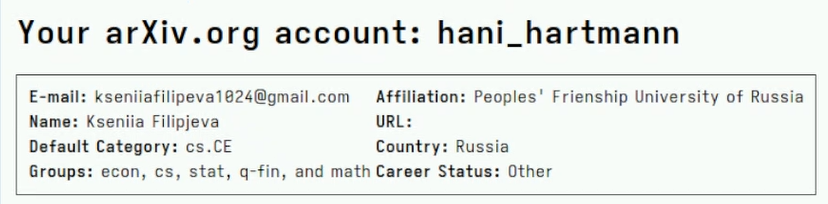 Your arXiv.org account: hani_hartmann
E-mail: kseniiafilipeva1024@gmail.com Affiliation: Peoples' Frienship University of Russia
Name: Kseniia Filipjeva URL:
Default Category: cs.CE Country: Russia
Groups: econ, cs, stat, q-fin, and math Career Status: Other